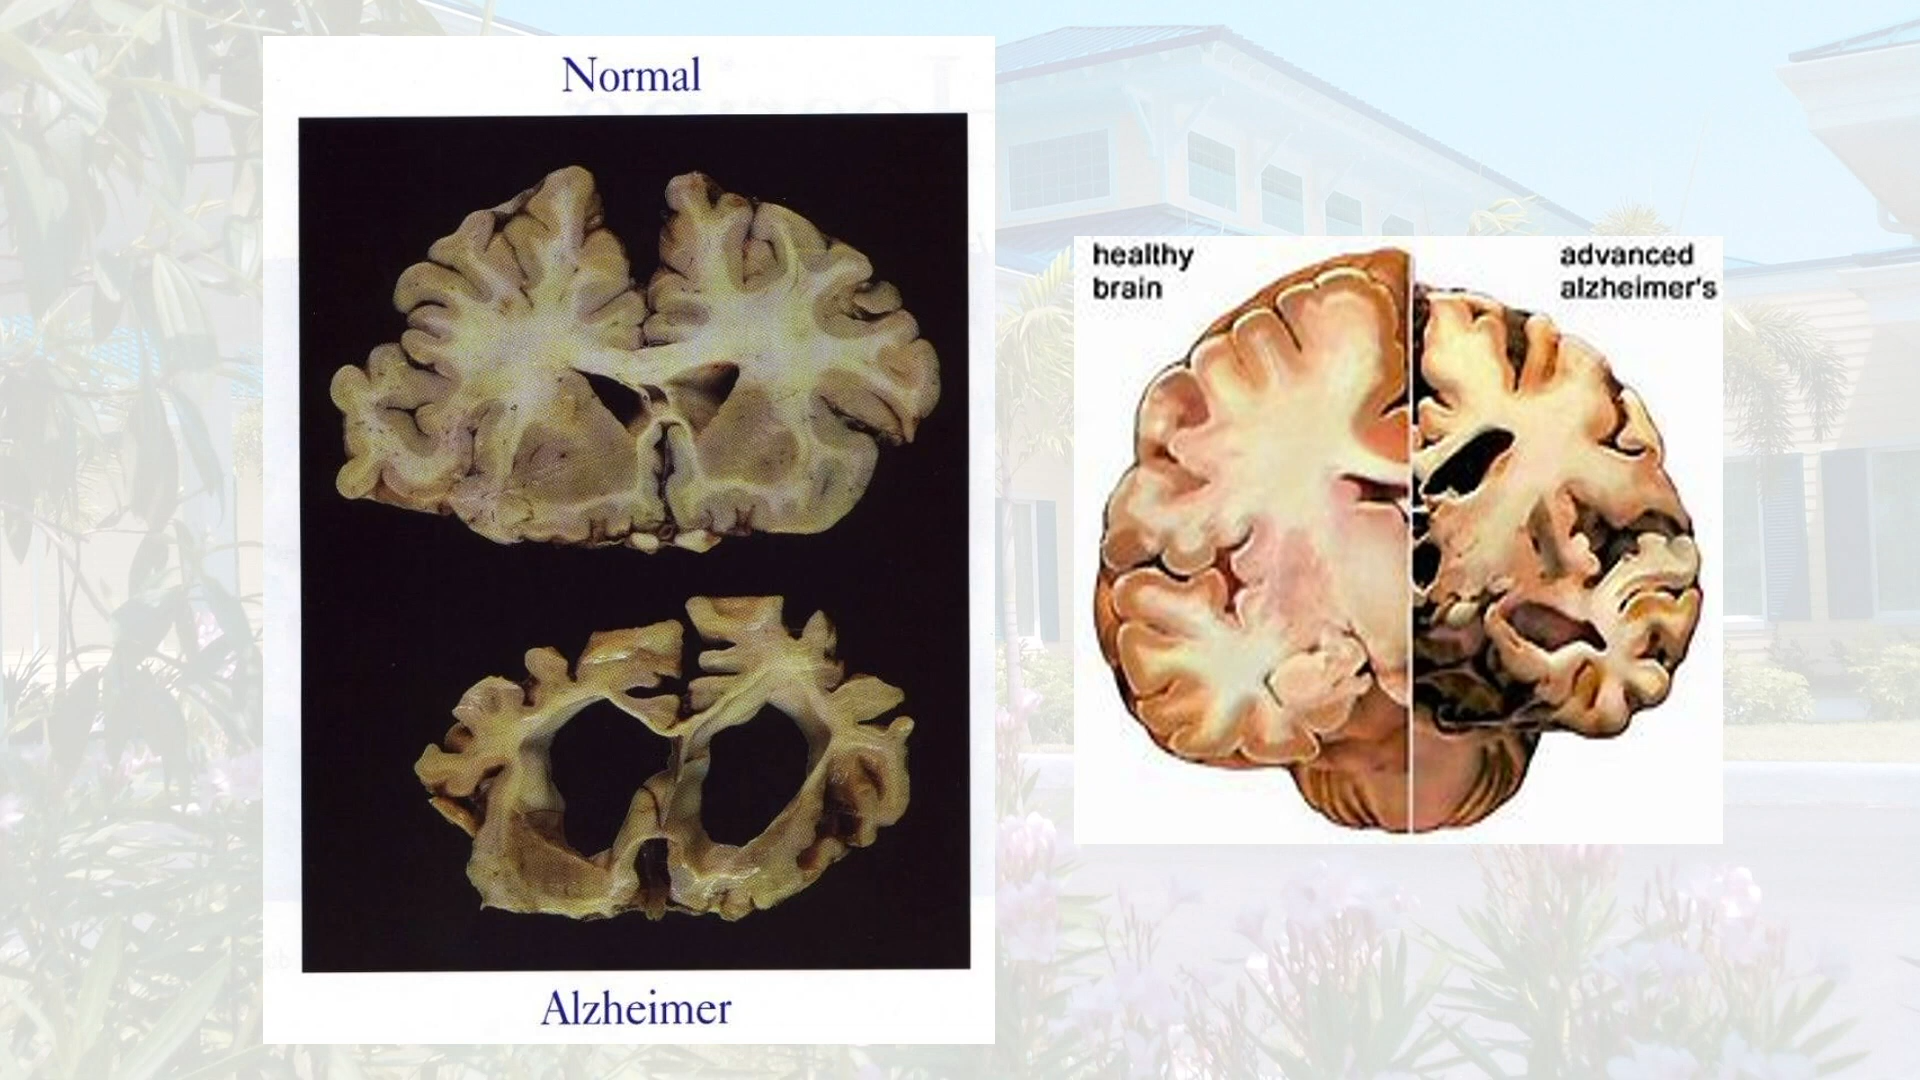 Normal
Alzheimer
healthy
brain
advanced
alzheimer's